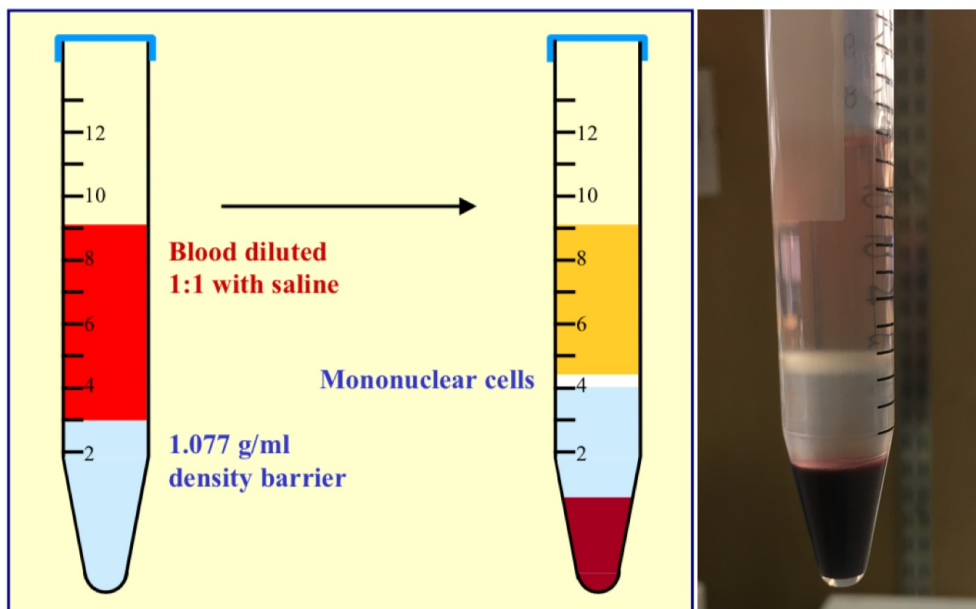 12
10
8
6
4
2
Blood diluted
1:1 with saline
1.077 g/ml
density barrier
12
10
8
6
4
2
Mononuclear cells